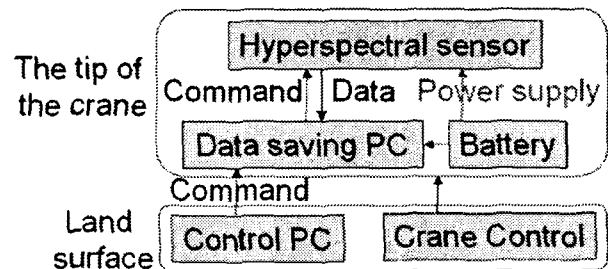 Hyperspectral sensor
The tip of
the crane
Command
Data
Power supply
Data saving PC
Battery
Command
Land
surface
Control PC
Crane Control